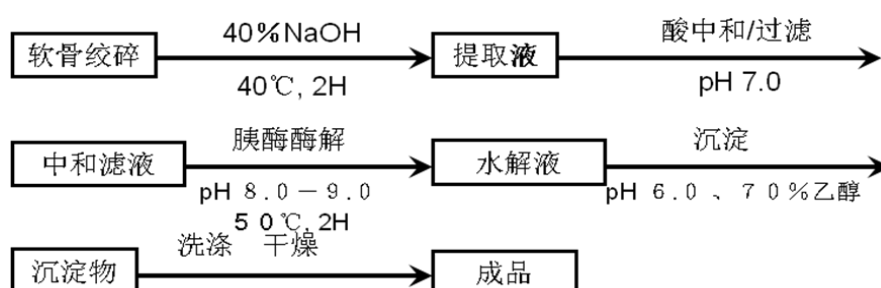 40%NaOH
酸中和/过滤
软骨绞碎
提取液
40℃, 2H
pH 7.0
胰酶酶解
沉淀
中和滤液
水解液
pH 8.0－9.0
pH 6.0、70%乙醇
50℃, 2H
洗涤 干燥
沉淀物
成品